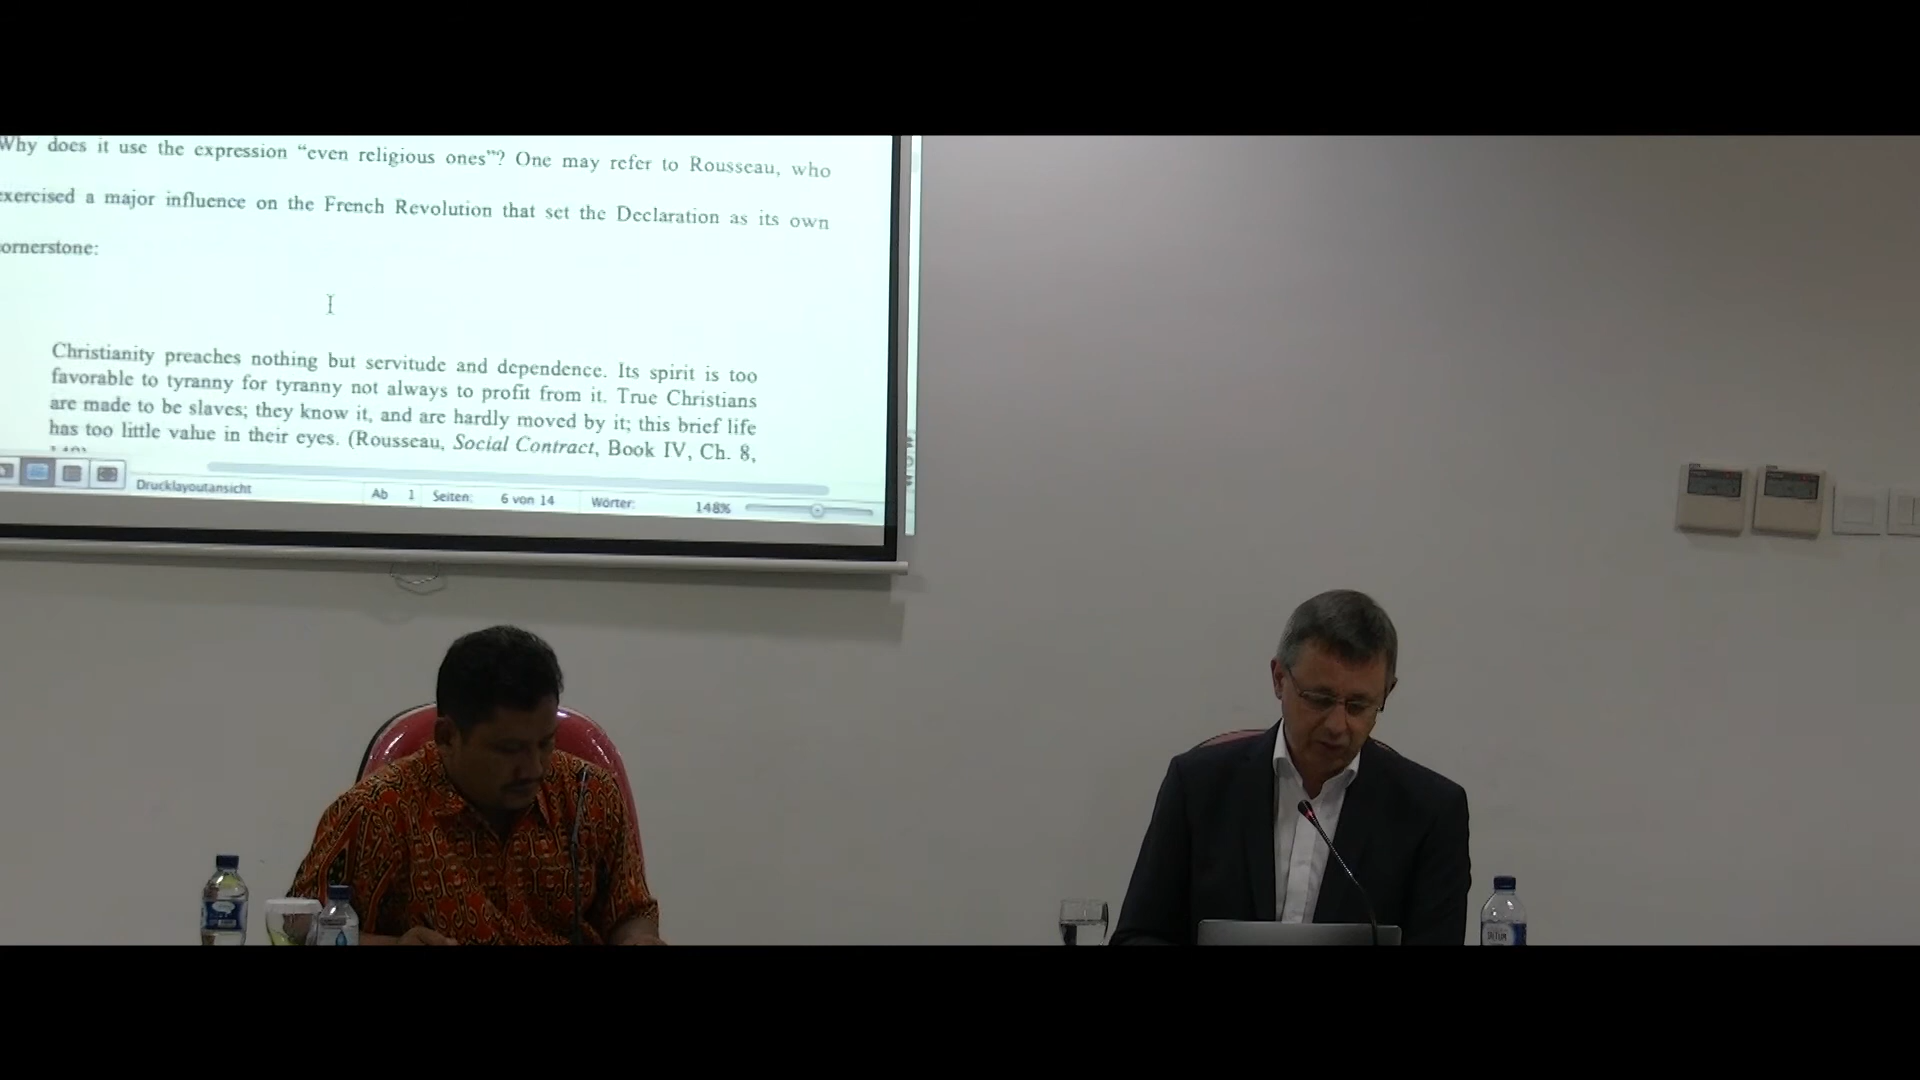 Why does it use the expression “even religious ones”? One may refer to Rousseau, who
exercised a major influence on the French Revolution that set the Declaration as its own
ornerstone:
Christianity preaches nothing but servitude and dependence. Its spirit is too
favorable to tyranny for tyranny not always to profit from it. True Christians
are made to be slaves; they know it, and are hardly moved by it; this brief life
has too little value in their eyes. (Rousseau, Social Contract, Book IV, Ch. 8,
Drucklayoutansicht Ab 1 Seiten: 6 von 14 Wörter: 148%